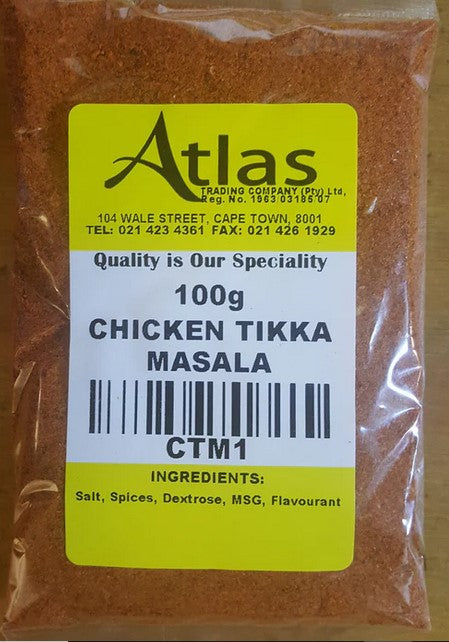 Atlas
TRADING COMPANY (Pty) Ltd,
Reg. No. 1963/03185/07
104 WALE STREET, CAPE TOWN, 8001
TEL: 021 423 4361 FAX: 021 426 1929
Quality is Our Speciality
100g
CHICKEN TIKKA
MASALA
CTM1
INGREDIENTS:
Salt, Spices, Dextrose, MSG, Flavourant